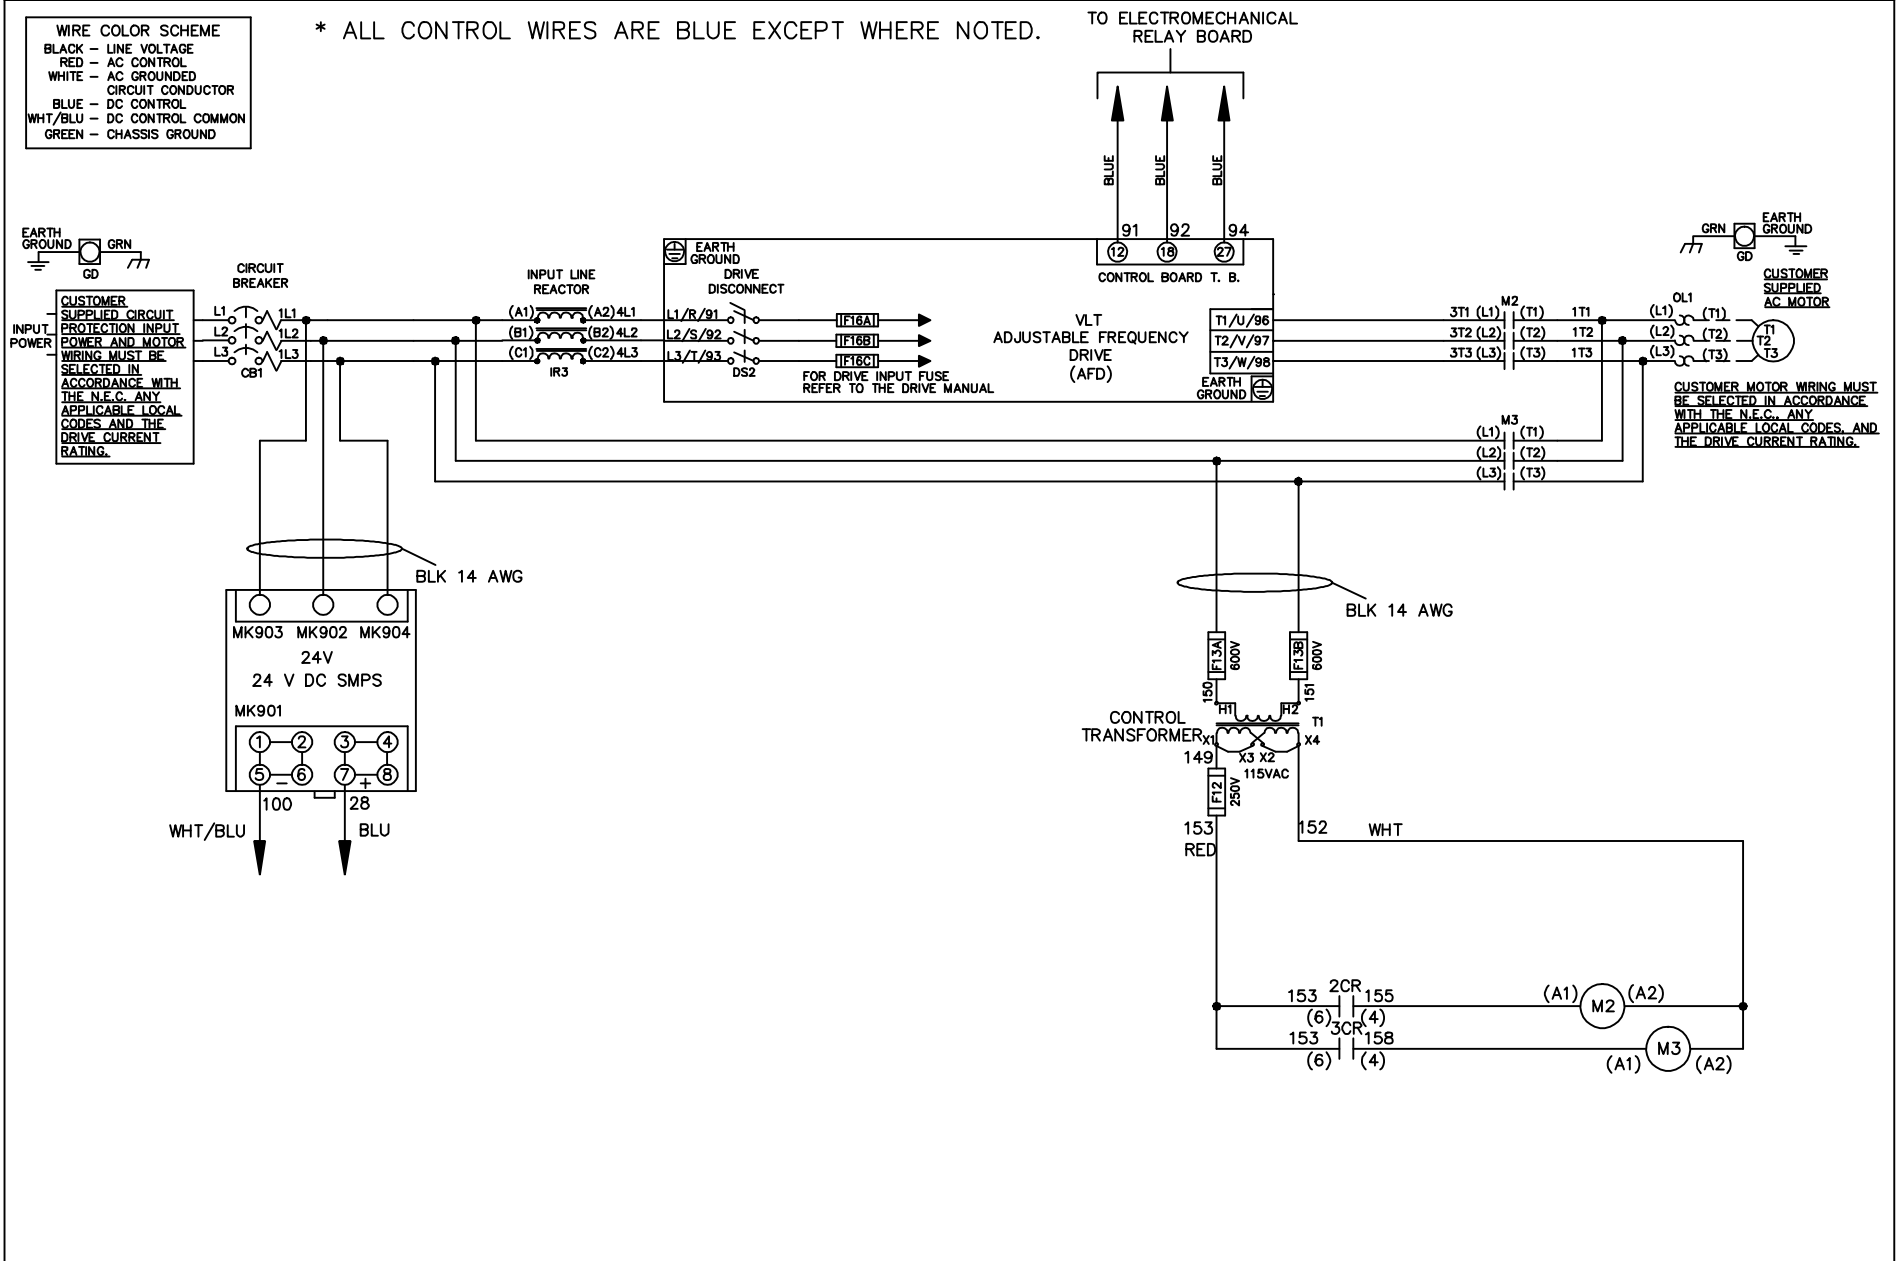 WIRE COLOR SCHEME
BLACK – LINE VOLTAGE
RED – AC CONTROL
WHITE – AC GROUNDED
CIRCUIT CONDUCTOR
BLUE – DC CONTROL
WHT/BLU – DC CONTROL COMMON
GREEN – CHASSIS GROUND
* ALL CONTROL WIRES ARE BLUE EXCEPT WHERE NOTED.
TO ELECTROMECHANICAL
RELAY BOARD
BLUE
BLUE
BLUE
91 92 94
12 18 27
CONTROL BOARD T. B.
EARTH
GROUND
GRN
GD
INPUT
POWER
CUSTOMER
SUPPLIED CIRCUIT
PROTECTION INPUT
POWER AND MOTOR
WIRING MUST BE
SELECTED IN
ACCORDANCE WITH
THE N.E.C. ANY
APPLICABLE LOCAL
CODES AND THE
DRIVE CURRENT
RATING.
CIRCUIT
BREAKER
L1 1L1
L2 1L2
L3 1L3
CB1
INPUT LINE
REACTOR
(A1) (A2) 4L1
(B1) (B2) 4L2
(C1) (C2) 4L3
IR3
EARTH
GROUND
DRIVE
DISCONNECT
L1/R/91
L2/S/92
L3/T/93
DS2
F16A
F16B
F16C
FOR DRIVE INPUT FUSE
REFER TO THE DRIVE MANUAL
VLT
ADJUSTABLE FREQUENCY
DRIVE
(AFD)
T1/U/96
T2/V/97
T3/W/98
EARTH
GROUND
M2
3T1 (L1) (T1) 1T1
3T2 (L2) (T2) 1T2
3T3 (L3) (T3) 1T3
M3
(L1) (T1)
(L2) (T2)
(L3) (T3)
OL1
(L1) (T1)
(L2) (T2)
(L3) (T3)
T1
T2
T3
GRN
GD
EARTH
GROUND
CUSTOMER
SUPPLIED
AC MOTOR
CUSTOMER MOTOR WIRING MUST
BE SELECTED IN ACCORDANCE
WITH THE N.E.C., ANY
APPLICABLE LOCAL CODES, AND
THE DRIVE CURRENT RATING.
BLK 14 AWG
MK903 MK902 MK904
24V
24 V DC SMPS
MK901
1 2 3 4
5 6 7 8
– +
100 28
WHT/BLU BLU
BLK 14 AWG
F13A 600V
F13B 600V
150 151
H1 H2
T1
CONTROL
TRANSFORMER
X1 X4
X3 X2
149
115VAC
F12 250V
153
RED
152 WHT
2CR
153 155
(6) (4)
(A1) M2 (A2)
3CR
153 158
(6) (4)
(A1) M3 (A2)